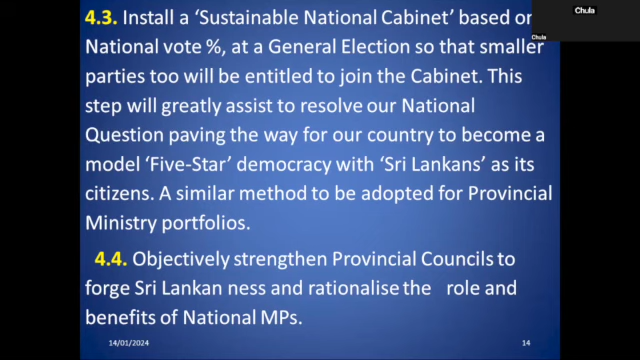 Chula
Chula
4.3. Install a ‘Sustainable National Cabinet’ based on
National vote %, at a General Election so that smaller
parties too will be entitled to join the Cabinet. This
step will greatly assist to resolve our National
Question paving the way for our country to become a
model ‘Five-Star’ democracy with ‘Sri Lankans’ as its
citizens. A similar method to be adopted for Provincial
Ministry portfolios.
4.4. Objectively strengthen Provincial Councils to
forge Sri Lankan ness and rationalise the role and
benefits of National MPs.
14/01/2024 14